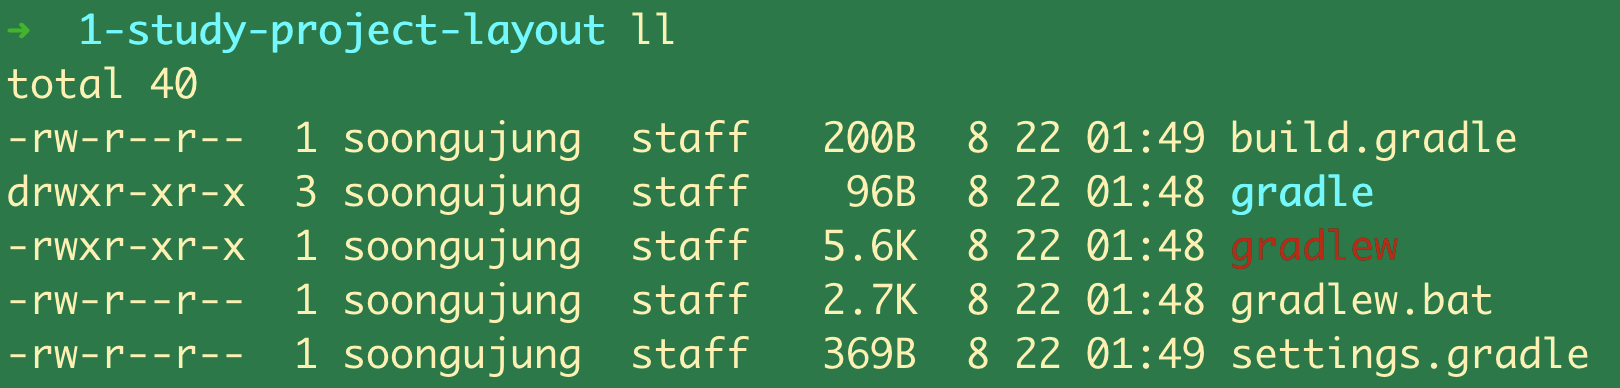 ➜  1-study-project-layout ll
total 40
-rw-r--r--  1 soongujung  staff   200B  8 22 01:49 build.gradle
drwxr-xr-x  3 soongujung  staff    96B  8 22 01:48 gradle
-rwxr-xr-x  1 soongujung  staff   5.6K  8 22 01:48 gradlew
-rw-r--r--  1 soongujung  staff   2.7K  8 22 01:48 gradlew.bat
-rw-r--r--  1 soongujung  staff   369B  8 22 01:49 settings.gradle